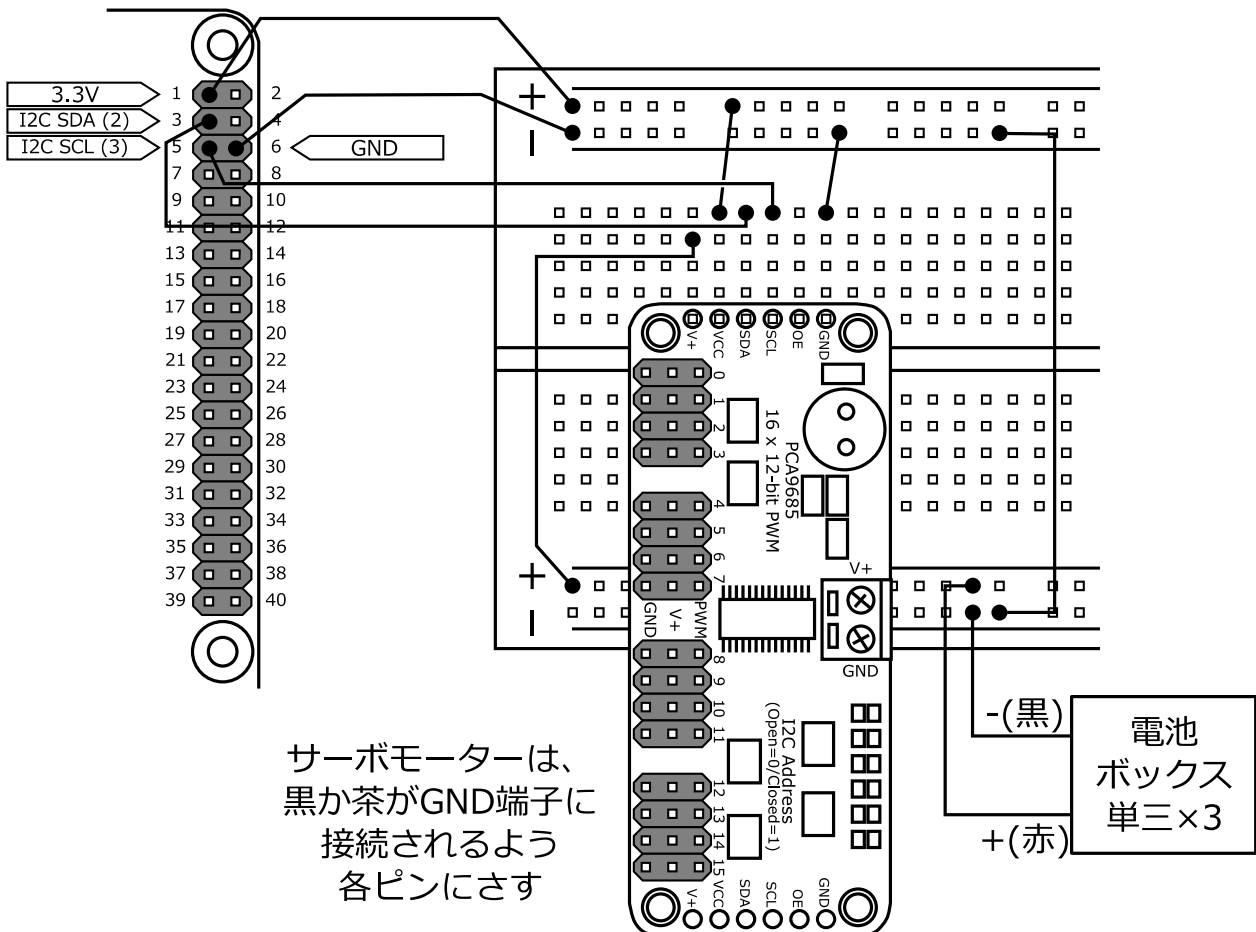 3.3V
I2C SDA (2)
I2C SCL (3)
GND
1 2
3 4
5 6
7 8
9 10
11 12
13 14
15 16
17 18
19 20
21 22
23 24
25 26
27 28
29 30
31 32
33 34
35 36
37 38
39 40
+
-
V+ VCC SDA SCL OE GND
0
1
2
3
4
5
6
7
GND V+ PWM
8
9
10
11
12
13
14
15
PCA9685
16 x 12-bit PWM
V+
GND
I2C Address
(Open=0/Closed=1)
V+ VCC SDA SCL OE GND
+
-
-(黒)
+(赤)
電池
ボックス
単三×3
サーボモーターは、
黒か茶がGND端子に
接続されるよう
各ピンにさす